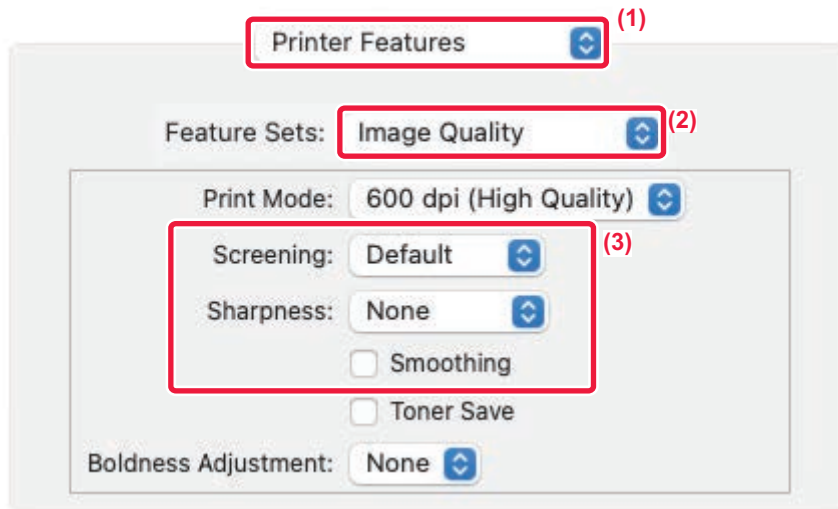 Printer Features (1)
Feature Sets: Image Quality (2)
Print Mode: 600 dpi (High Quality)
Screening: Default (3)
Sharpness: None
Smoothing
Toner Save
Boldness Adjustment: None